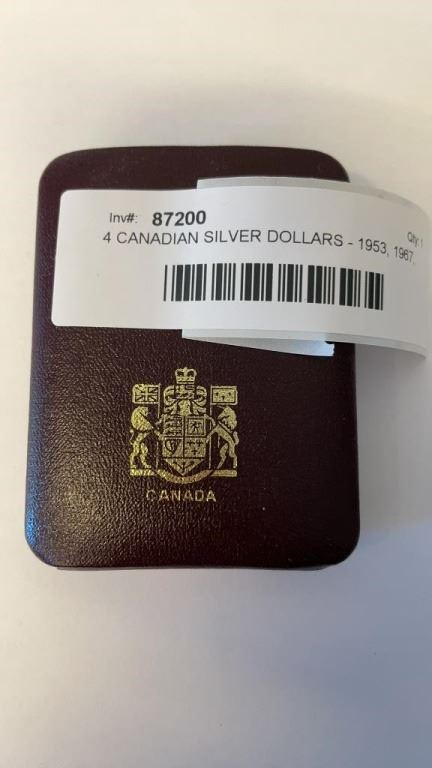 Inv#: 87200
Qty: 1
4 CANADIAN SILVER DOLLARS - 1953, 1967,
CANADA